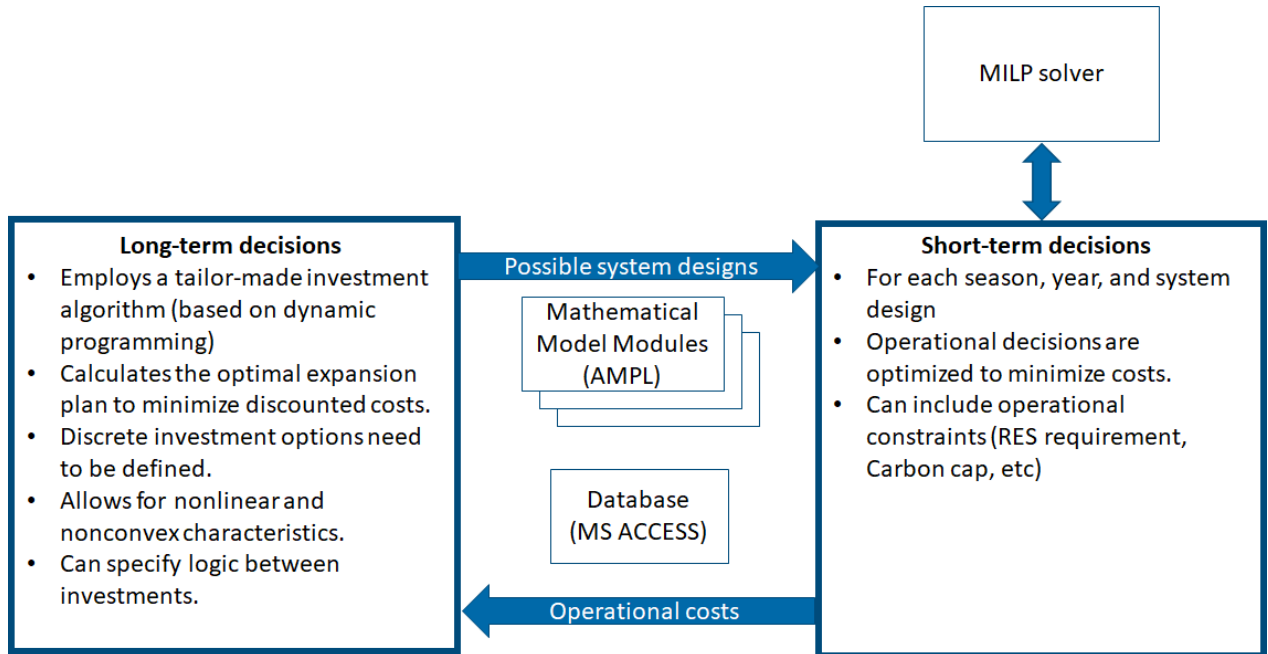 MILP solver
Long-term decisions
• Employs a tailor-made investment
algorithm (based on dynamic
programming)
• Calculates the optimal expansion
plan to minimize discounted costs.
• Discrete investment options need
to be defined.
• Allows for nonlinear and
nonconvex characteristics.
• Can specify logic between
investments.
Possible system designs
Mathematical
Model Modules
(AMPL)
Database
(MS ACCESS)
Operational costs
Short-term decisions
• For each season, year, and system
design
• Operational decisions are
optimized to minimize costs.
• Can include operational
constraints (RES requirement,
Carbon cap, etc)